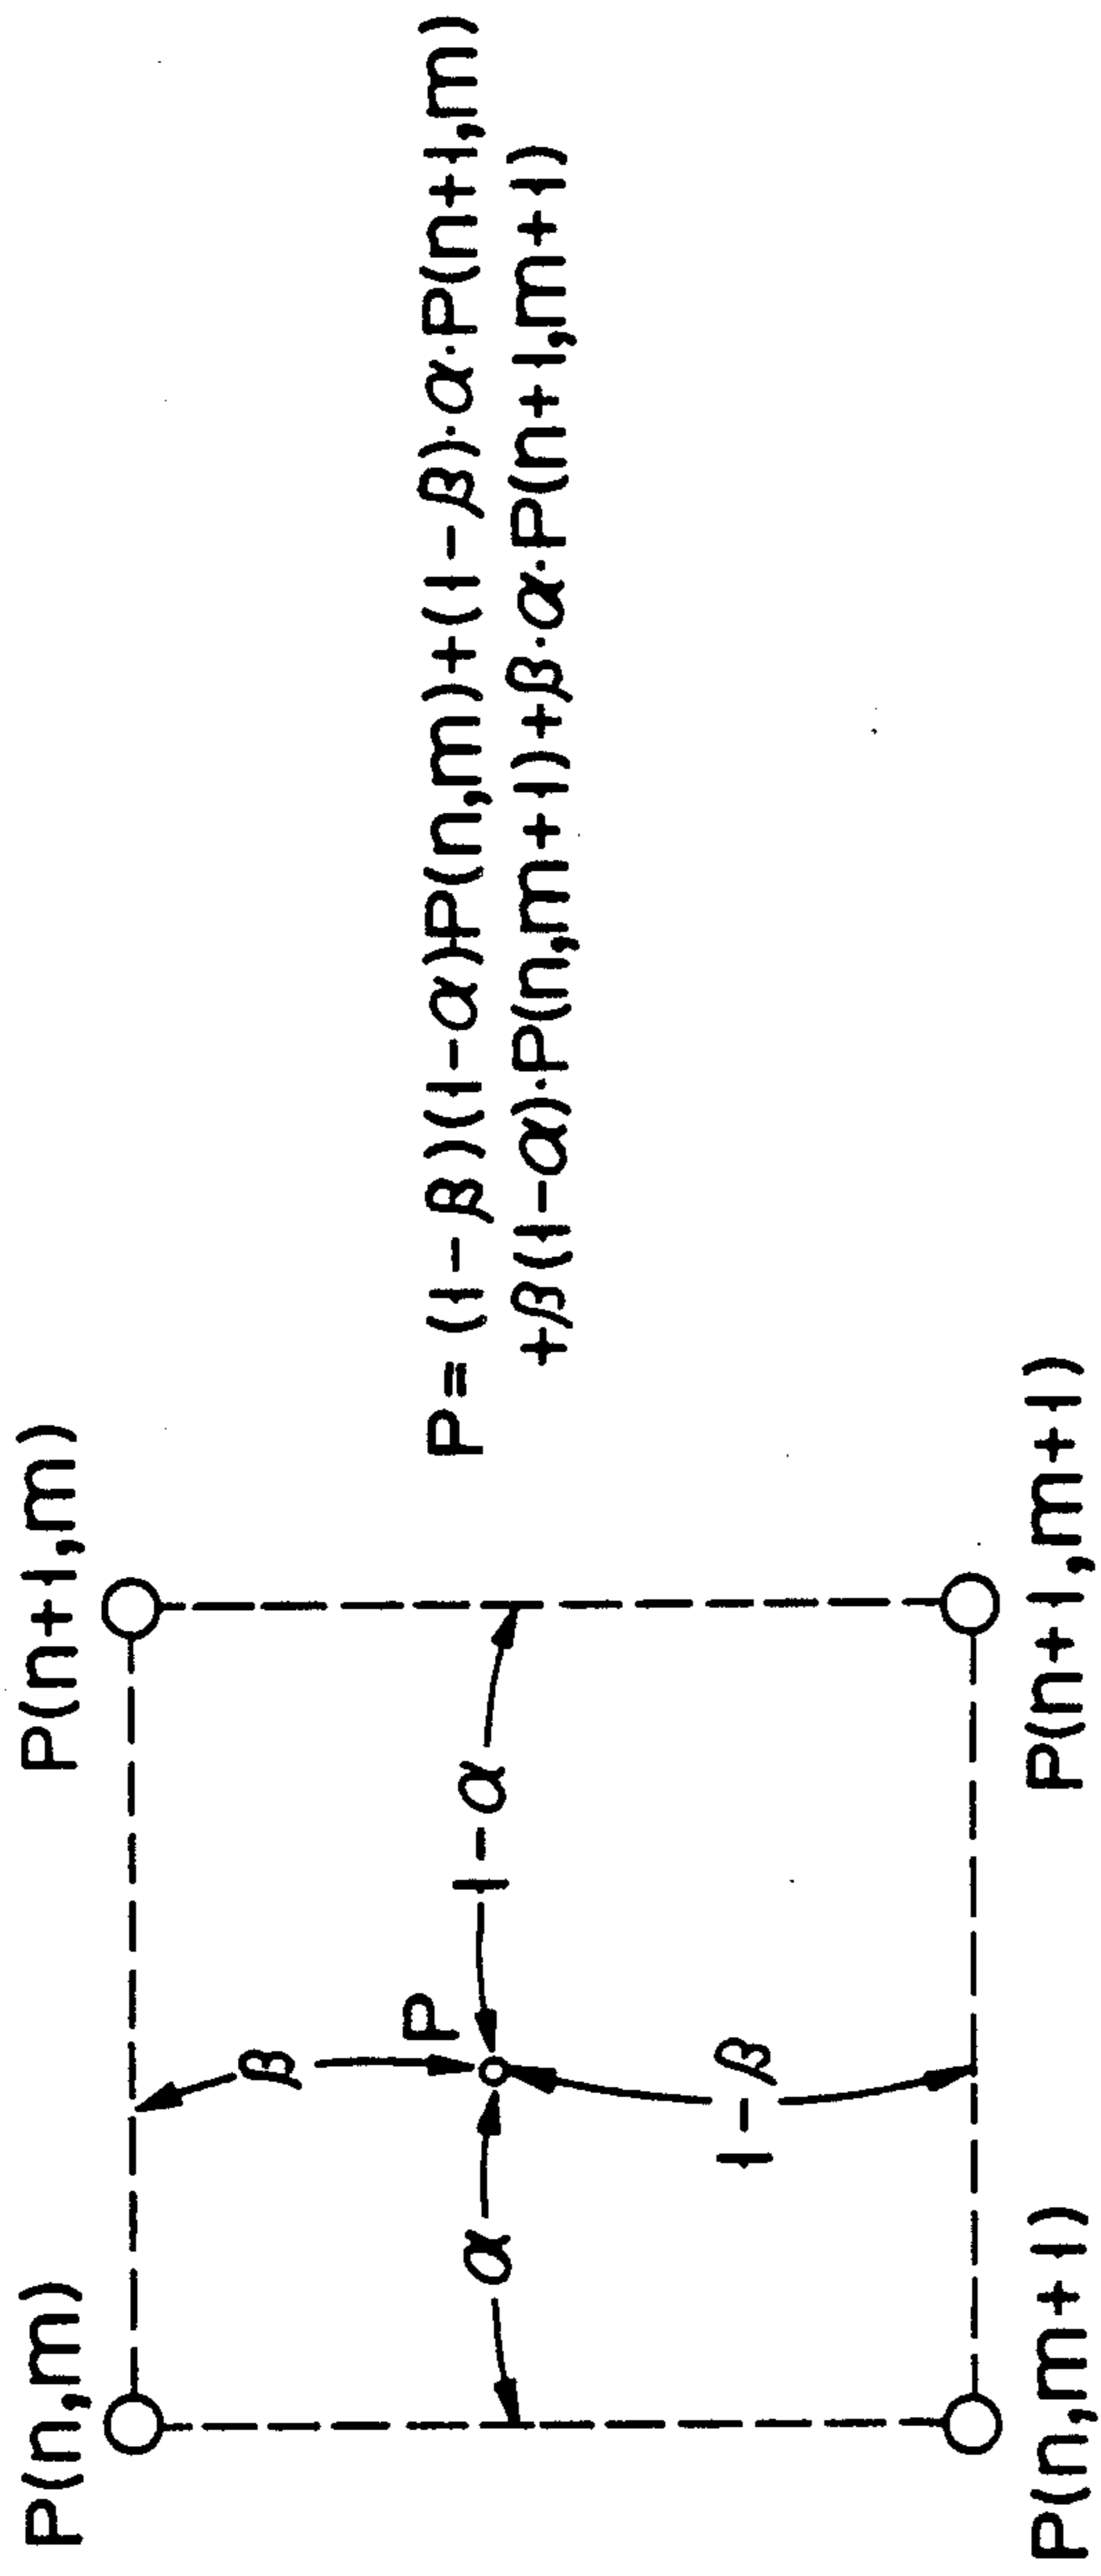 P(n,m)
P(n+1,m)
β
P
α
1-α
1-β
P(n,m+1)
P(n+1,m+1)
P=(1-β)(1-α)P(n,m)+(1-β)·α·P(n+1,m)
+β(1-α)·P(n,m+1)+β·α·P(n+1,m+1)